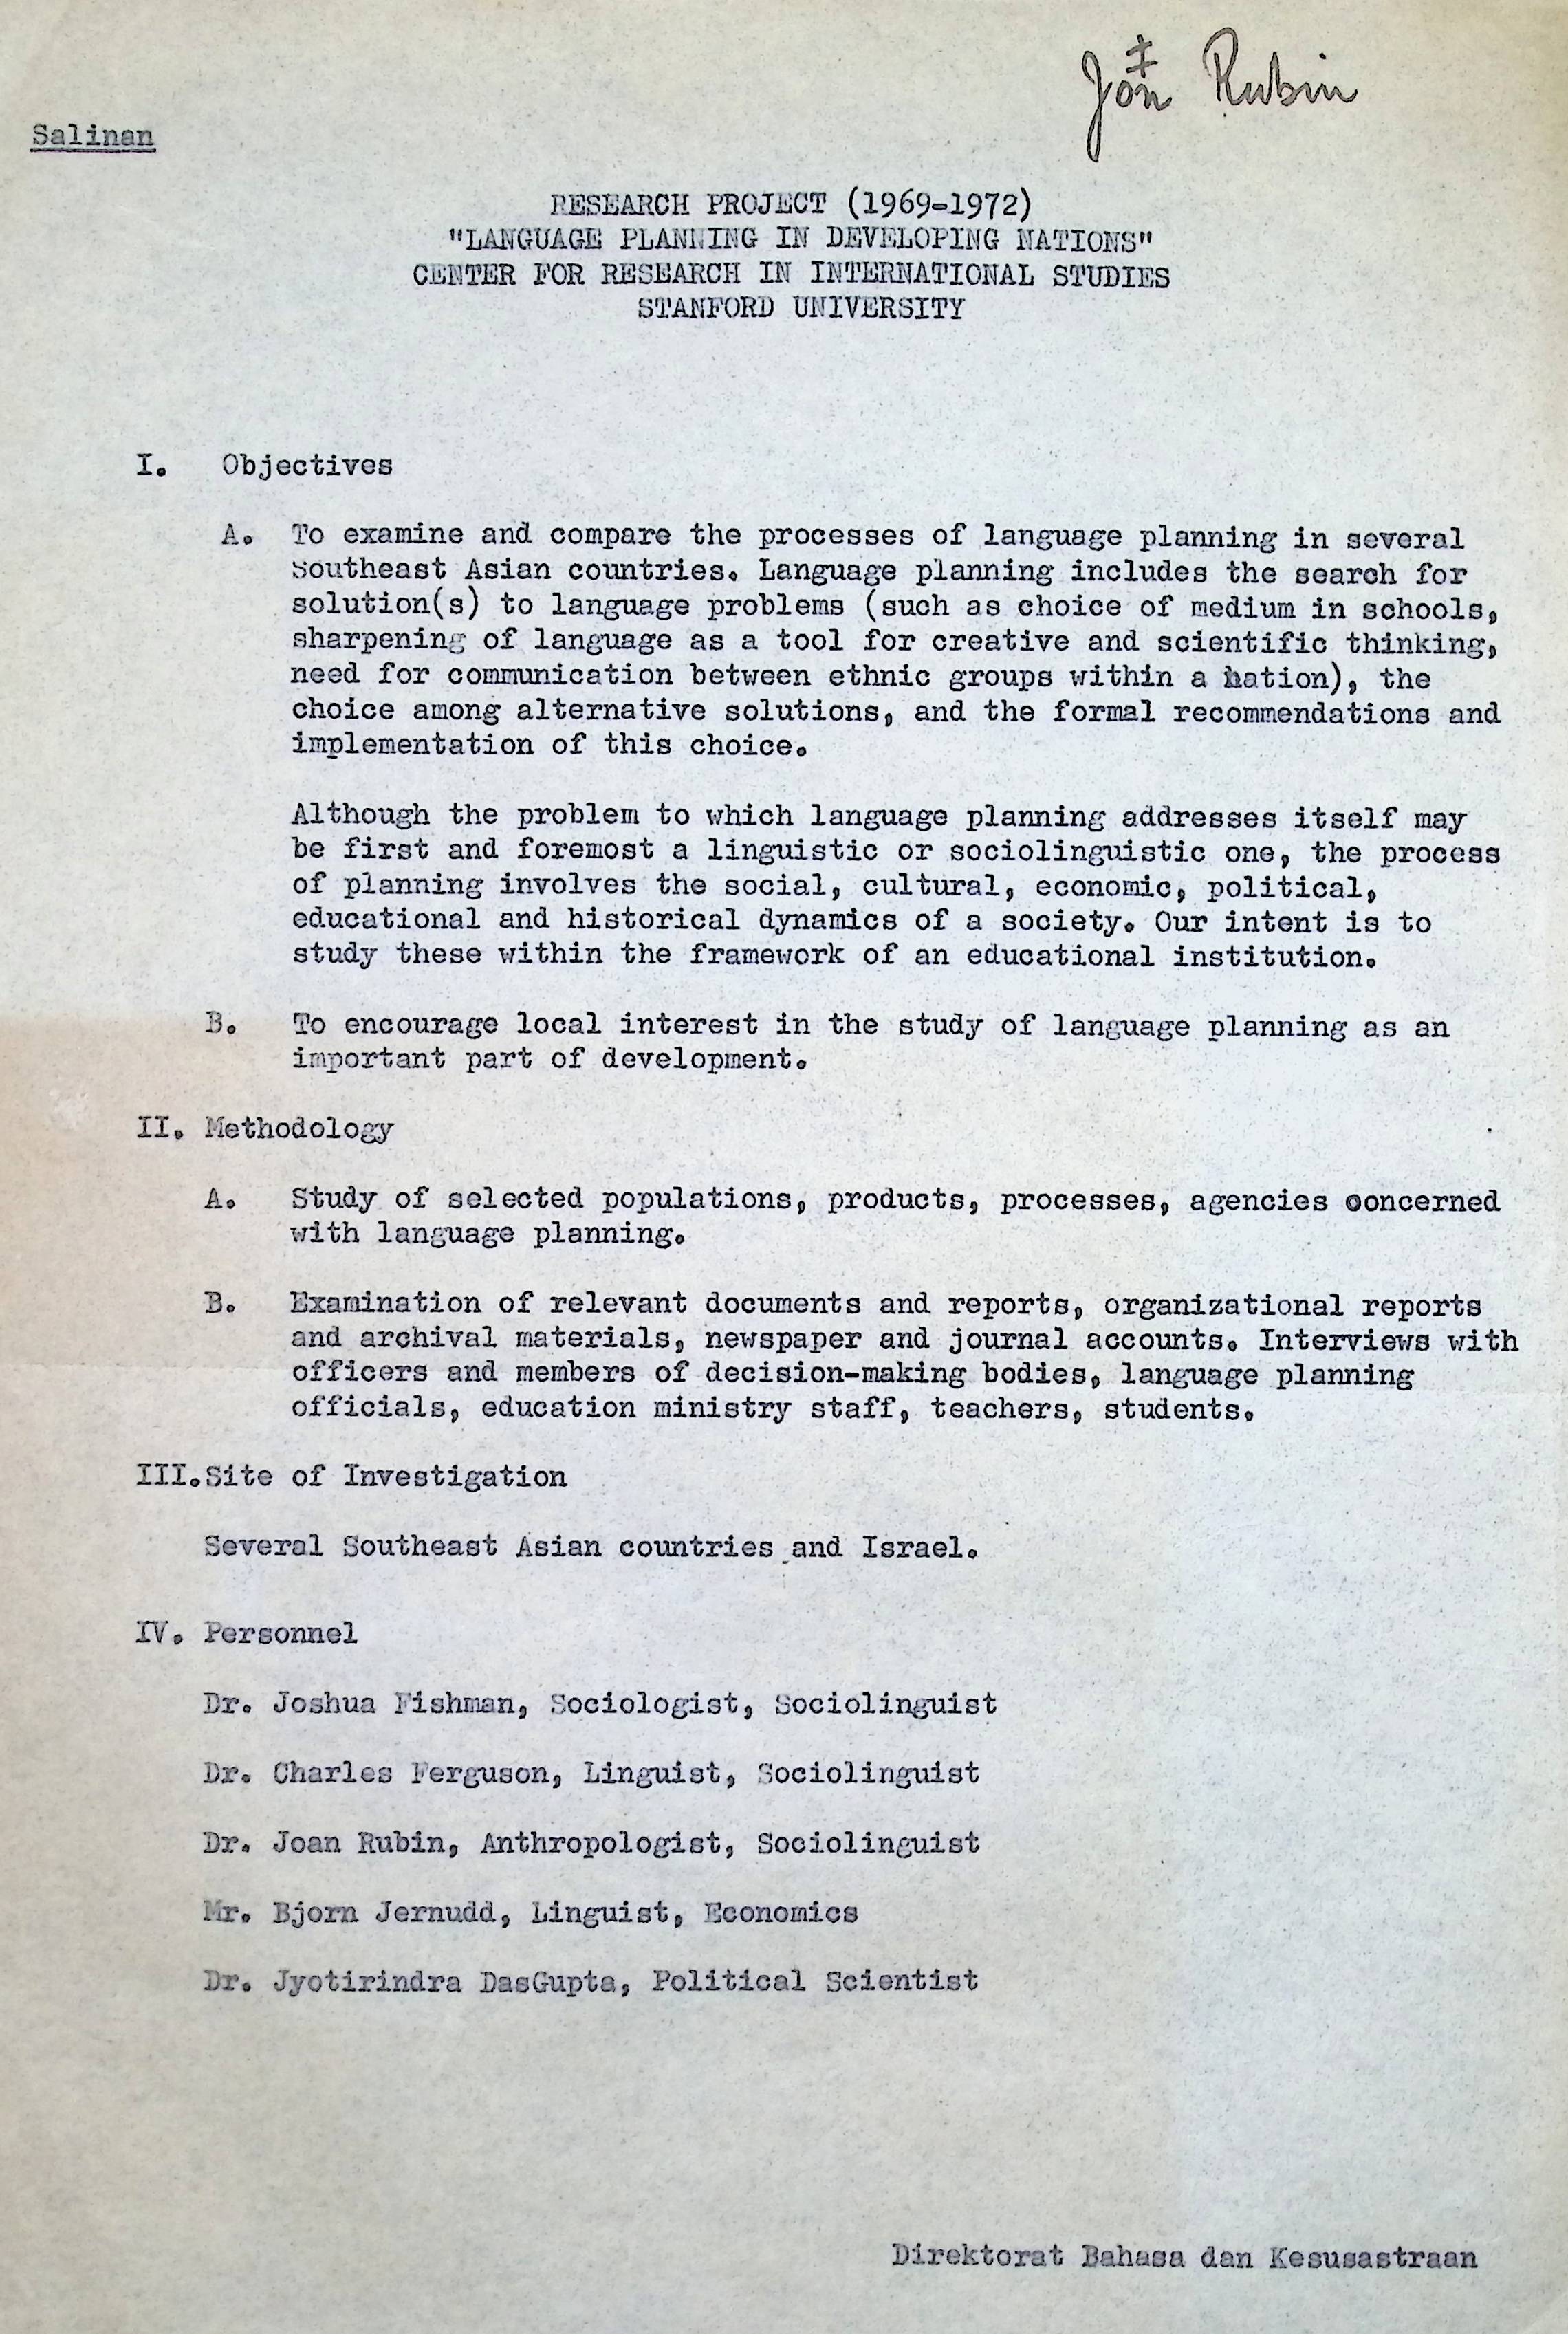 Jon Rubin
Salinan
RESEARCH PROJECT (1969-1972)
"LANGUAGE PLANNING IN DEVELOPING NATIONS"
CENTER FOR RESEARCH IN INTERNATIONAL STUDIES
STANFORD UNIVERSITY
I. Objectives
A. To examine and compare the processes of language planning in several
Southeast Asian countries. Language planning includes the search for
solution(s) to language problems (such as choice of medium in schools,
sharpening of language as a tool for creative and scientific thinking,
need for communication between ethnic groups within a nation), the
choice among alternative solutions, and the formal recommendations and
implementation of this choice.
Although the problem to which language planning addresses itself may
be first and foremost a linguistic or sociolinguistic one, the process
of planning involves the social, cultural, economic, political,
educational and historical dynamics of a society. Our intent is to
study these within the framework of an educational institution.
B. To encourage local interest in the study of language planning as an
important part of development.
II. Methodology
A. Study of selected populations, products, processes, agencies concerned
with language planning.
B. Examination of relevant documents and reports, organizational reports
and archival materials, newspaper and journal accounts. Interviews with
officers and members of decision-making bodies, language planning
officials, education ministry staff, teachers, students.
III.Site of Investigation
Several Southeast Asian countries and Israel.
IV. Personnel
Dr. Joshua Fishman, Sociologist, Sociolinguist
Dr. Charles Ferguson, Linguist, Sociolinguist
Dr. Joan Rubin, Anthropologist, Sociolinguist
Mr. Bjorn Jernudd, Linguist, Economics
Dr. Jyotirindra DasGupta, Political Scientist
Direktorat Bahasa dan Kesusastraan